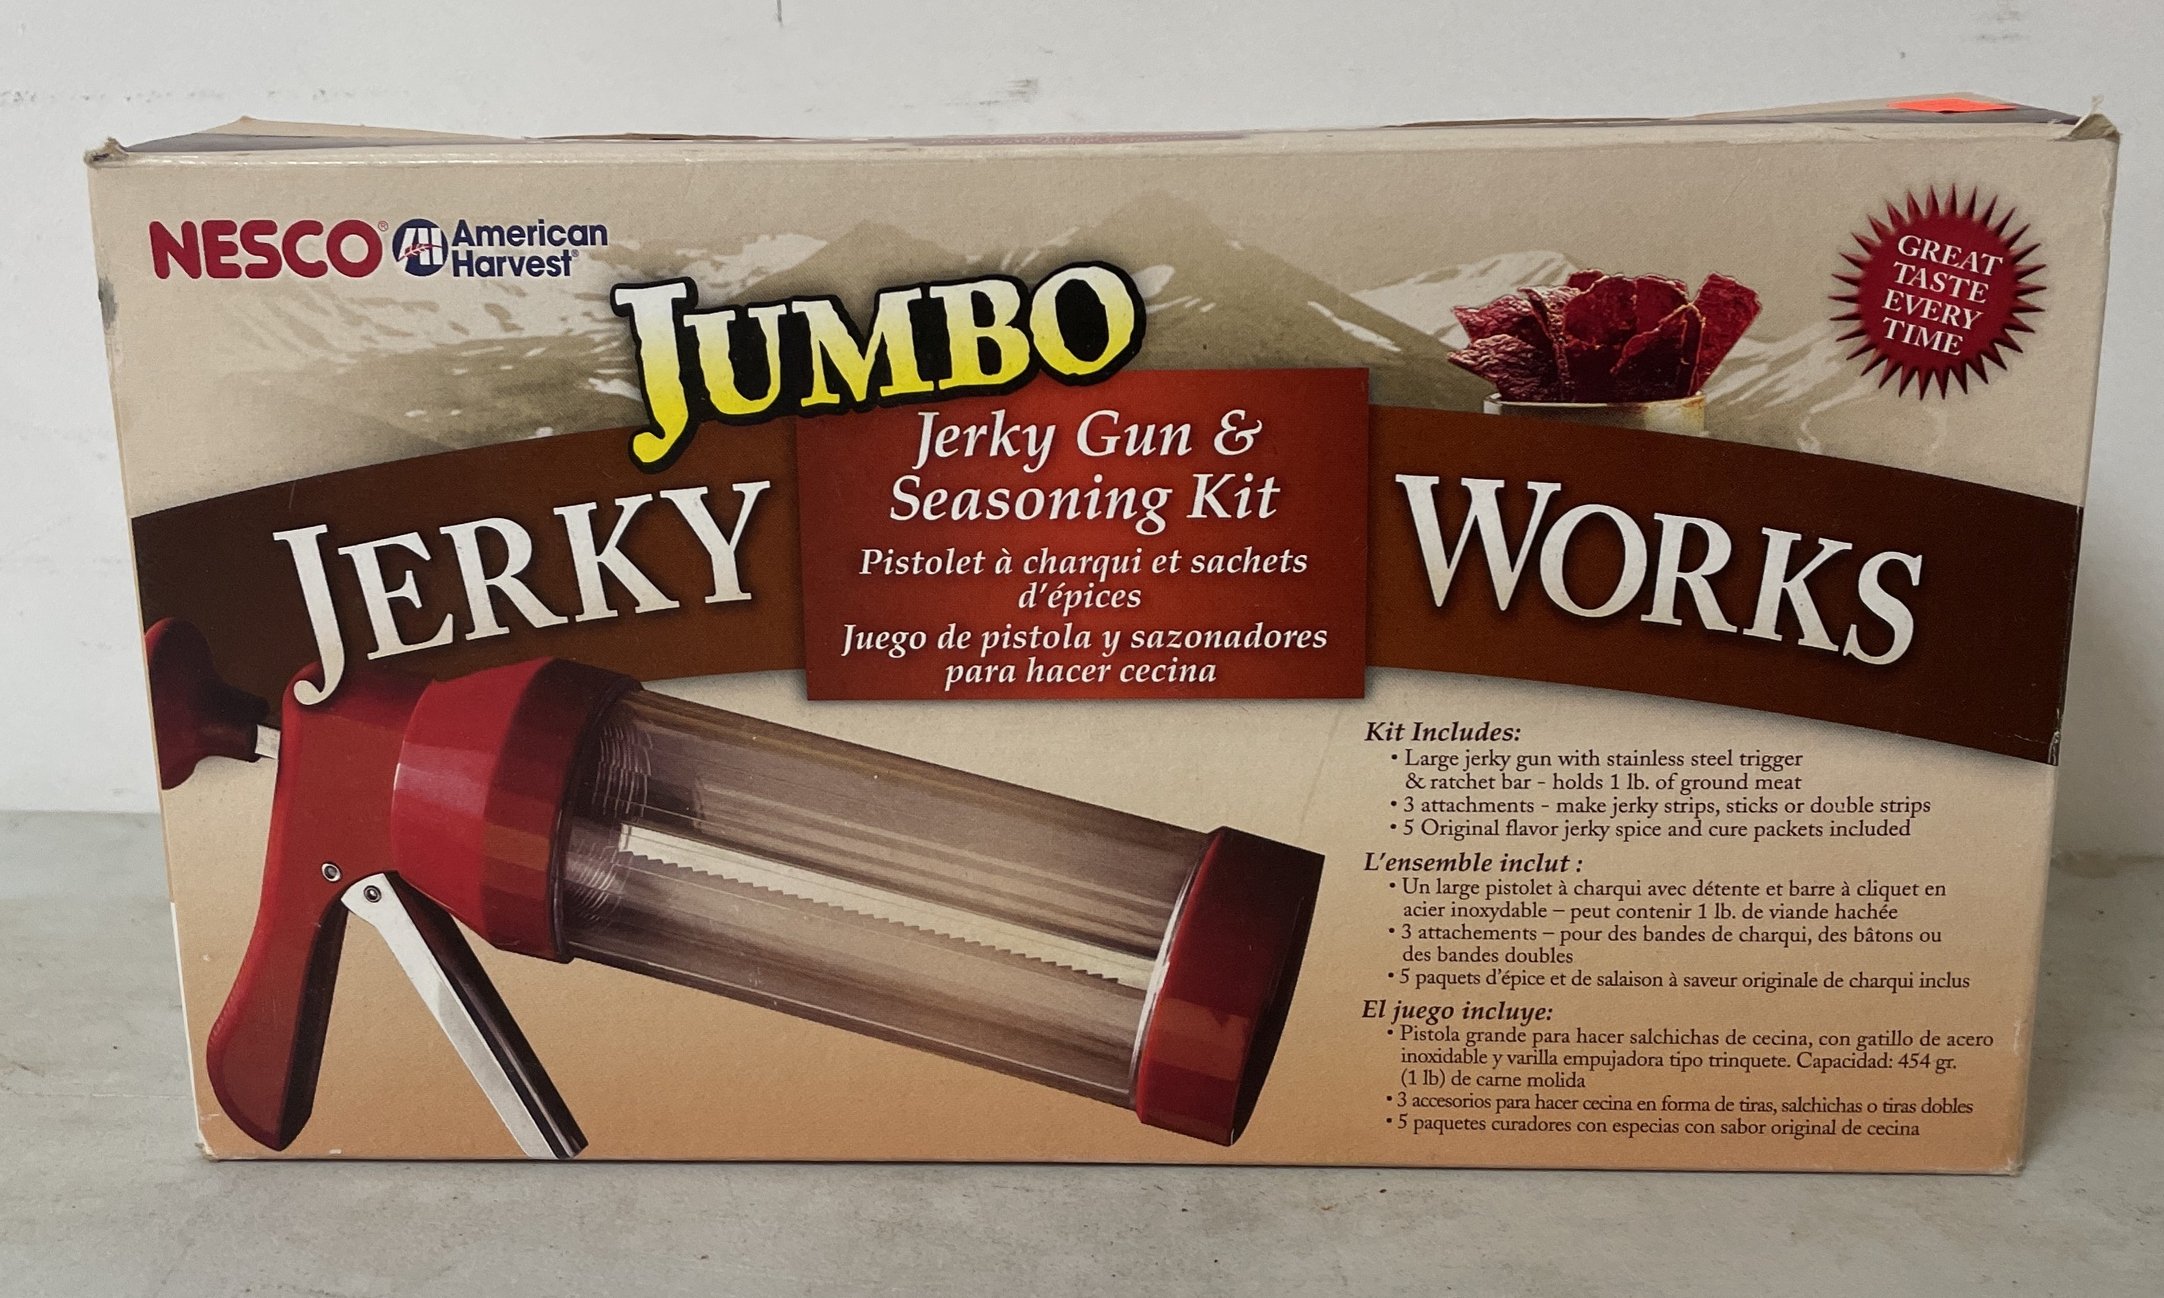 NESCO® American
Harvest®
JUMBO
JERKY WORKS
Jerky Gun &
Seasoning Kit
Pistolet à charqui et sachets
d'épices
Juego de pistola y sazonadores
para hacer cecina
GREAT
TASTE
EVERY
TIME
Kit Includes:
• Large jerky gun with stainless steel trigger
& ratchet bar - holds 1 lb. of ground meat
• 3 attachments - make jerky strips, sticks or double strips
• 5 Original flavor jerky spice and cure packets included
L'ensemble inclut :
• Un large pistolet à charqui avec détente et barre à cliquet en
acier inoxydable – peut contenir 1 lb. de viande hachée
• 3 attachements – pour des bandes de charqui, des bâtons ou
des bandes doubles
• 5 paquets d'épice et de salaison à saveur originale de charqui inclus
El juego incluye:
• Pistola grande para hacer salchichas de cecina, con gatillo de acero
inoxidable y varilla empujadora tipo trinquete. Capacidad: 454 gr.
(1 lb) de carne molida
• 3 accesorios para hacer cecina en forma de tiras, salchichas o tiras dobles
• 5 paquetes curadores con especias con sabor original de cecina